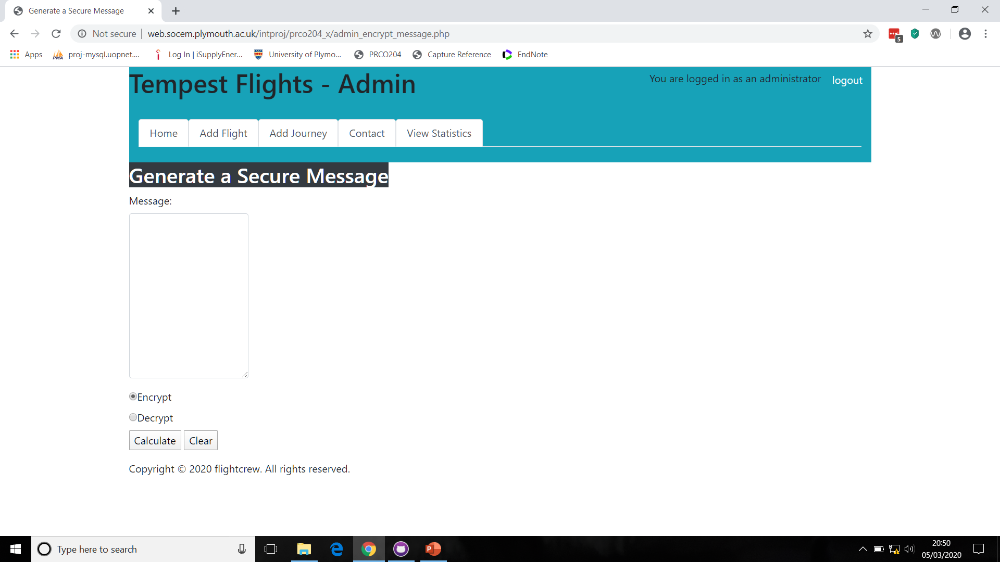 Generate a Secure Message
Not secure | web.socem.plymouth.ac.uk/intproj/prco204_x/admin_encrypt_message.php
5
Apps PMA proj-mysql.uopnet.... Log In | iSupplyEner... University of Plymo... PRCO204 Capture Reference EndNote
Tempest Flights - Admin
You are logged in as an administrator logout
Home Add Flight Add Journey Contact View Statistics
Generate a Secure Message
Message:
Encrypt
Decrypt
Calculate Clear
Copyright © 2020 flightcrew. All rights reserved.
Type here to search
20:50
05/03/2020